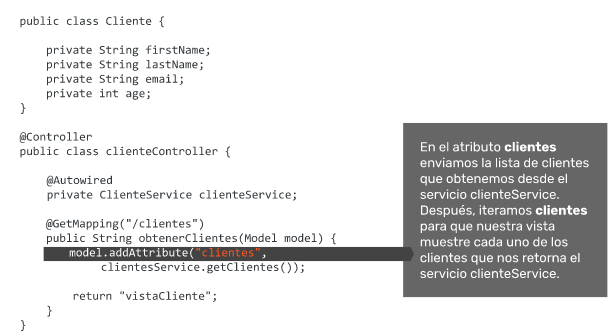 public class Cliente {
private String firstName;
private String lastName;
private String email;
private int age;
}
@Controller
public class clienteController {
@Autowired
private ClienteService clienteService;
@GetMapping("/clientes")
public String obtenerClientes(Model model) {
model.addAttribute("clientes",
clientesService.getClientes());
return "vistaCliente";
}
}
En el atributo clientes
enviamos la lista de clientes
que obtenemos desde el
servicio clienteService.
Después, iteramos clientes
para que nuestra vista
muestre cada uno de los
clientes que nos retorna el
servicio clienteService.